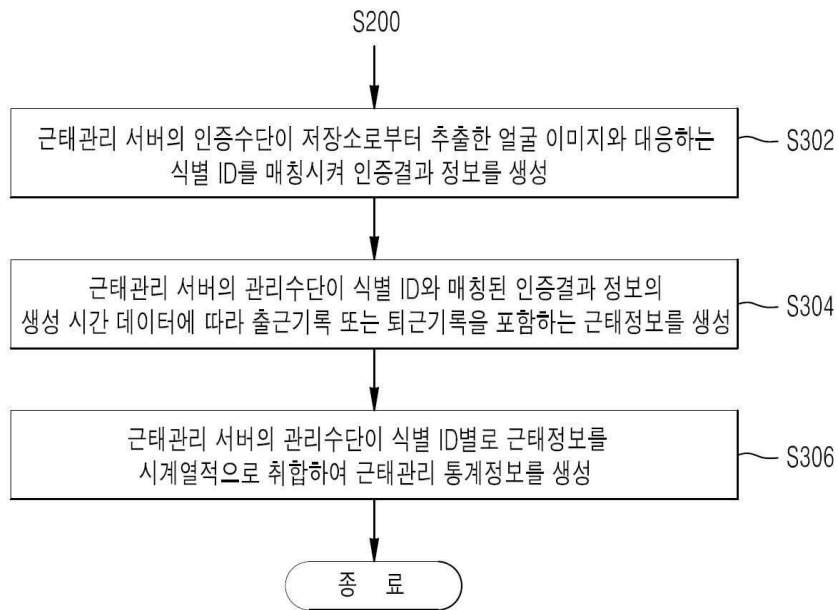 S200
근태관리 서버의 인증수단이 저장소로부터 추출한 얼굴 이미지와 대응하는
식별 ID를 매칭시켜 인증결과 정보를 생성
S302
근태관리 서버의 관리수단이 식별 ID와 매칭된 인증결과 정보의
생성 시간 데이터에 따라 출근기록 또는 퇴근기록을 포함하는 근태정보를 생성
S304
근태관리 서버의 관리수단이 식별 ID별로 근태정보를
시계열적으로 취합하여 근태관리 통계정보를 생성
S306
종 료